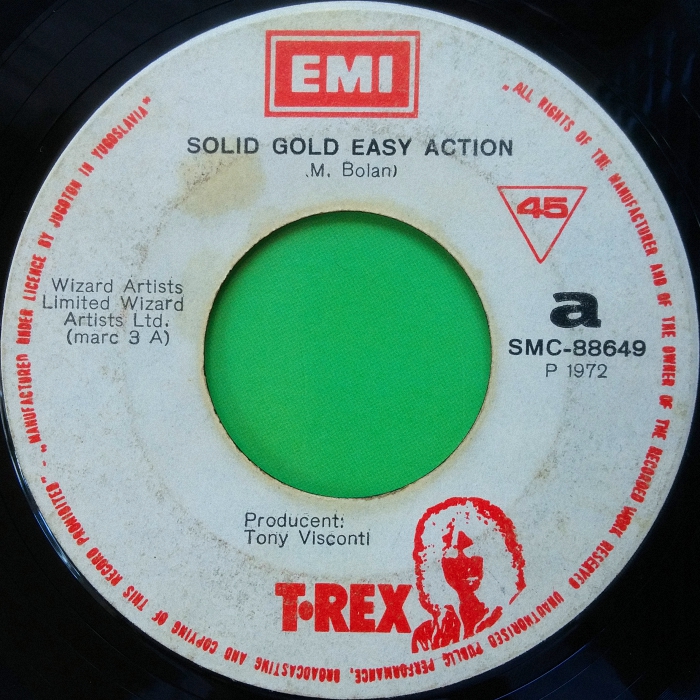 EMI
SOLID GOLD EASY ACTION
(M. Bolan)
45
Wizard Artists
Limited Wizard
Artists Ltd.
(marc 3 A)
a
SMC-88649
P 1972
Producent:
Tony Visconti
T•REX
„ALL RIGHTS OF THE MANUFACTURER AND OF THE OWNER OF THE RECORDED WORK RESERVED UNAUTHORISED PUBLIC PERFORMANCE, BROADCASTING AND COPYING OF THIS RECORD PROHIBITED" - „MANUFACTURED UNDER LICENCE BY JUGOTON IN YUGOSLAVIA"